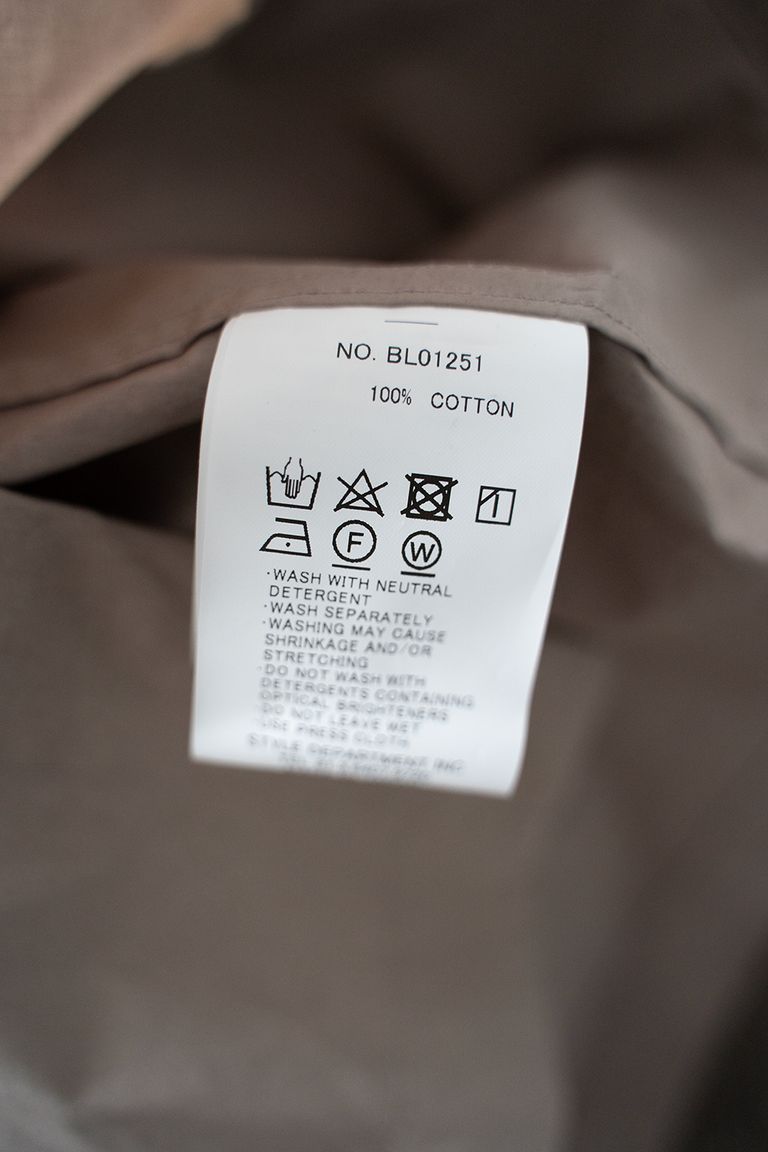 NO. BL01251
100% COTTON
F W
·WASH WITH NEUTRAL
DETERGENT
·WASH SEPARATELY
·WASHING MAY CAUSE
SHRINKAGE AND/OR
STRETCHING
·DO NOT WASH WITH
DETERGENTS CONTAINING
OPTICAL BRIGHTENERS
·DO NOT LEAVE WET
·USE PRESS CLOTH
STYLE DEPARTMENT INC.